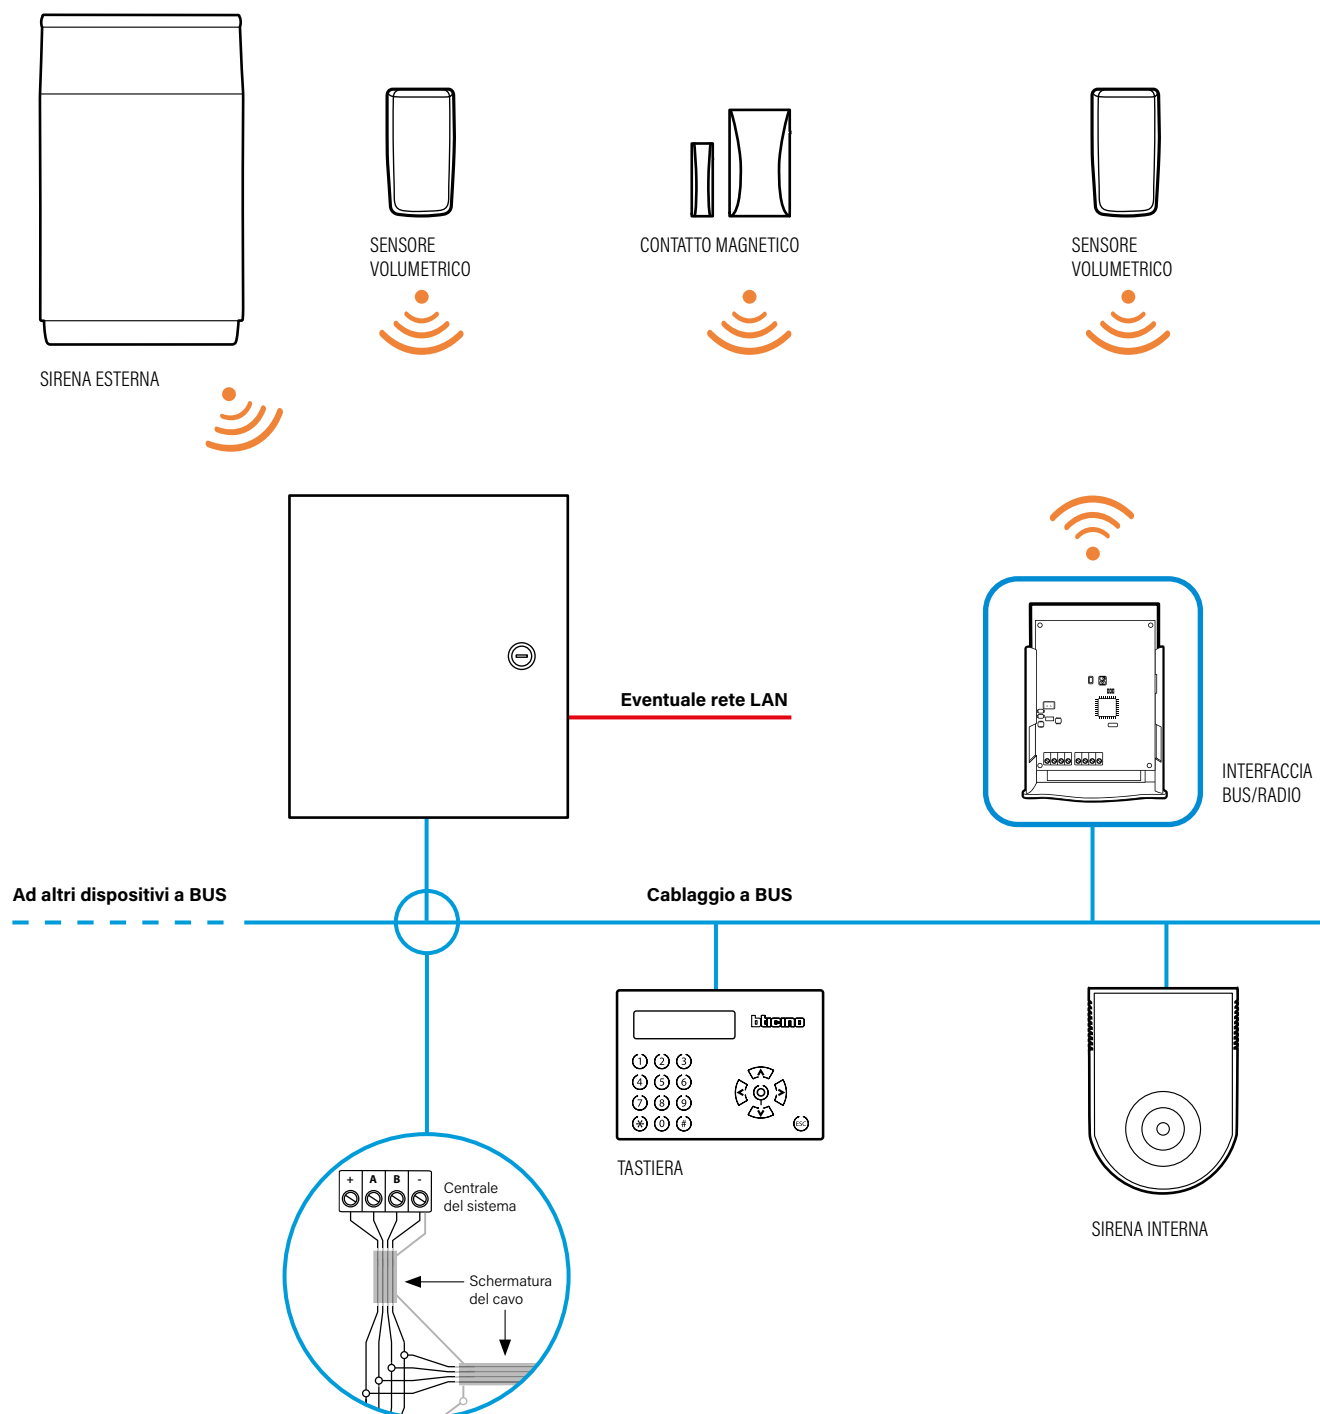 SENSORE
VOLUMETRICO
CONTATTO MAGNETICO
SENSORE
VOLUMETRICO
SIRENA ESTERNA
Eventuale rete LAN
INTERFACCIA
BUS/RADIO
Ad altri dispositivi a BUS
Cablaggio a BUS
bticino
1 2 3
4 5 6
7 8 9
* 0 #
ESC
TASTIERA
+ A B -
Centrale
del sistema
SIRENA INTERNA
Schermatura
del cavo